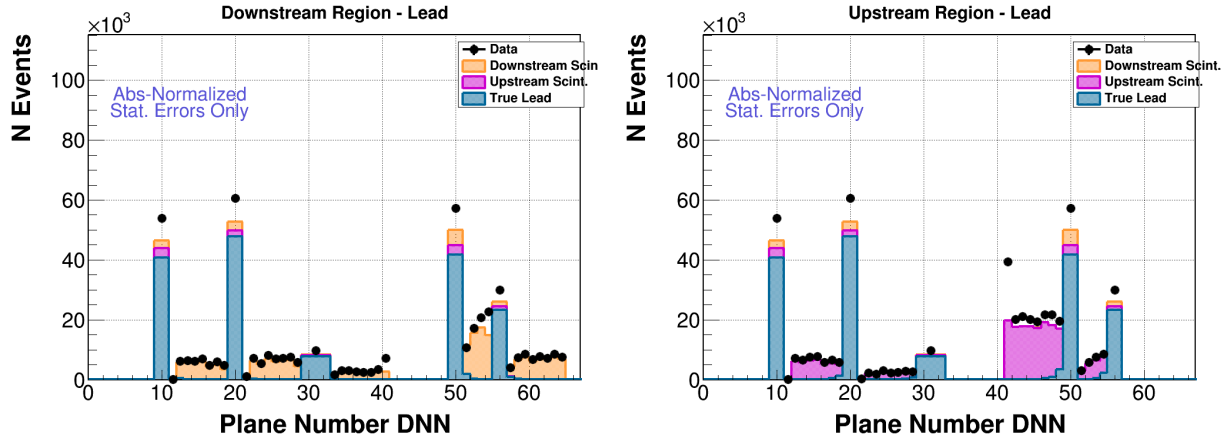 Downstream Region - Lead
×10³
N Events
100
80
60
40
20
0
Abs-Normalized
Stat. Errors Only
Data
Downstream Scin
Upstream Scint.
True Lead
0 10 20 30 40 50 60
Plane Number DNN
Upstream Region - Lead
×10³
N Events
100
80
60
40
20
0
Abs-Normalized
Stat. Errors Only
Data
Downstream Scint.
Upstream Scint.
True Lead
0 10 20 30 40 50 60
Plane Number DNN